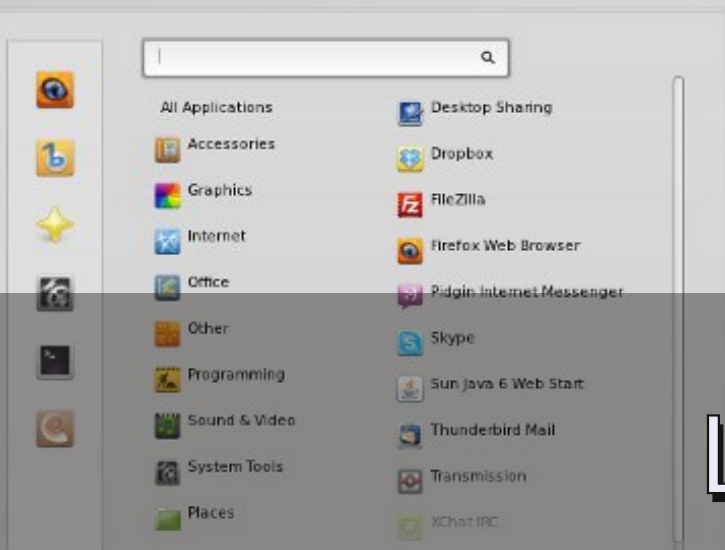 All Applications
Accessories
Graphics
Internet
Office
Other
Programming
Sound & Video
System Tools
Places
Desktop Sharing
Dropbox
FileZilla
Firefox Web Browser
Pidgin Internet Messenger
Skype
Sun Java 6 Web Start
Thunderbird Mail
Transmission
XChat IRC